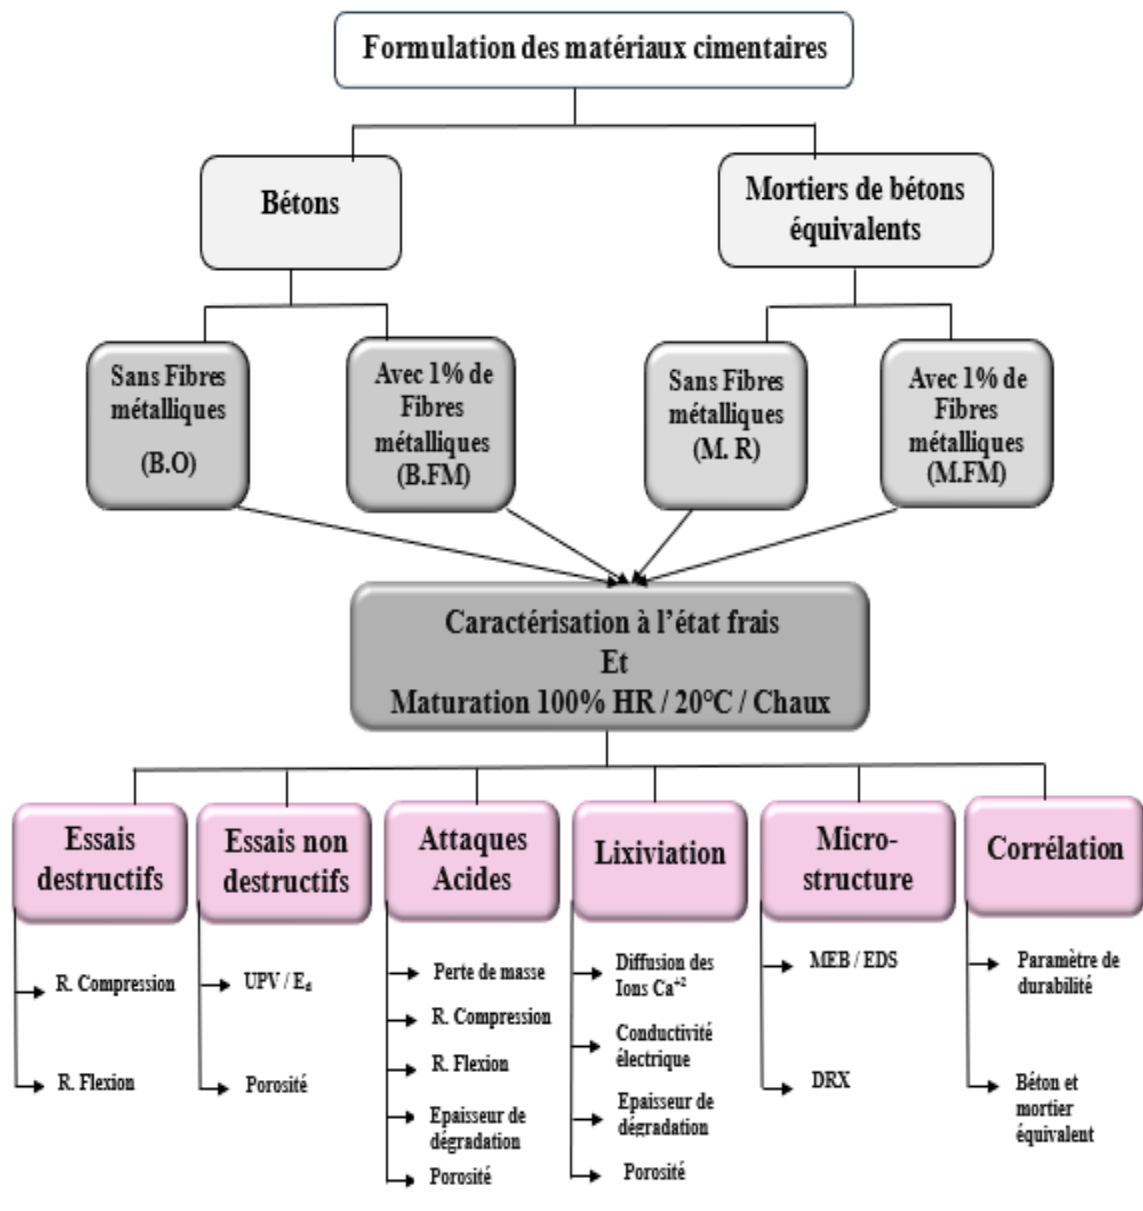 Formulation des matériaux cimentaires
Bétons
Mortiers de bétons
équivalents
Sans Fibres
métalliques
(B.O)
Avec 1% de
Fibres
métalliques
(B.FM)
Sans Fibres
métalliques
(M. R)
Avec 1% de
Fibres
métalliques
(M.FM)
Caractérisation à l’état frais
Et
Maturation 100% HR / 20°C / Chaux
Essais
destructifs
R. Compression
R. Flexion
Essais non
destructifs
UPV / Ed
Porosité
Attaques
Acides
Perte de masse
R. Compression
R. Flexion
Epaisseur de
dégradation
Porosité
Lixiviation
Diffusion des
Ions Ca⁺²
Conductivité
électrique
Epaisseur de
dégradation
Porosité
Micro-
structure
MEB / EDS
DRX
Corrélation
Paramètre de
durabilité
Béton et
mortier
équivalent